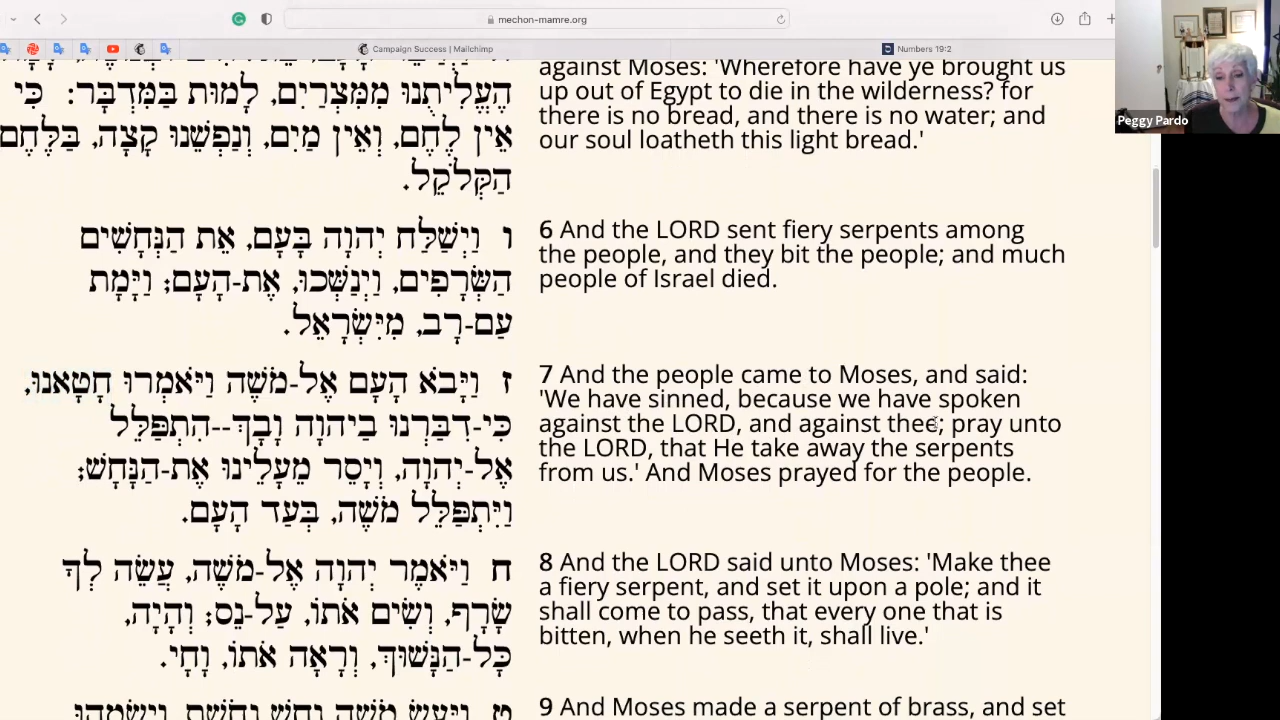 mechon-mamre.org
Campaign Success | Mailchimp
Numbers 19:2
Peggy Pardo
הֶעֱלִיתֻנוּ מִמִּצְרַיִם, לָמוּת בַּמִּדְבָּר: כִּי
אֵין לֶחֶם, וְאֵין מַיִם, וְנַפְשֵׁנוּ קָצָה, בַּלֶּחֶם
הַקְּלֹקֵל.
ו וַיְשַׁלַּח יְהוָה בָּעָם, אֵת הַנְּחָשִׁים
הַשְּׂרָפִים, וַיְנַשְּׁכוּ, אֶת-הָעָם; וַיָּמָת
עַם-רָב, מִיִּשְׂרָאֵל.
ז וַיָּבֹא הָעָם אֶל-מֹשֶׁה וַיֹּאמְרוּ חָטָאנוּ,
כִּי-דִבַּרְנוּ בַיהוָה וָבָךְ--הִתְפַּלֵּל
אֶל-יְהוָה, וְיָסֵר מֵעָלֵינוּ אֶת-הַנָּחָשׁ;
וַיִּתְפַּלֵּל מֹשֶׁה, בְּעַד הָעָם.
ח וַיֹּאמֶר יְהוָה אֶל-מֹשֶׁה, עֲשֵׂה לְךָ
שָׂרָף, וְשִׂים אֹתוֹ, עַל-נֵס; וְהָיָה,
כָּל-הַנָּשׁוּךְ, וְרָאָה אֹתוֹ, וָחָי.
ט וַיַּעַשׂ מֹשֶׁה נְחַשׁ נְחֹשֶׁת, וַיְשִׂמֵהוּ
against Moses: 'Wherefore have ye brought us
up out of Egypt to die in the wilderness? for
there is no bread, and there is no water; and
our soul loatheth this light bread.'
6 And the LORD sent fiery serpents among
the people, and they bit the people; and much
people of Israel died.
7 And the people came to Moses, and said:
'We have sinned, because we have spoken
against the LORD, and against thee; pray unto
the LORD, that He take away the serpents
from us.' And Moses prayed for the people.
8 And the LORD said unto Moses: 'Make thee
a fiery serpent, and set it upon a pole; and it
shall come to pass, that every one that is
bitten, when he seeth it, shall live.'
9 And Moses made a serpent of brass, and set